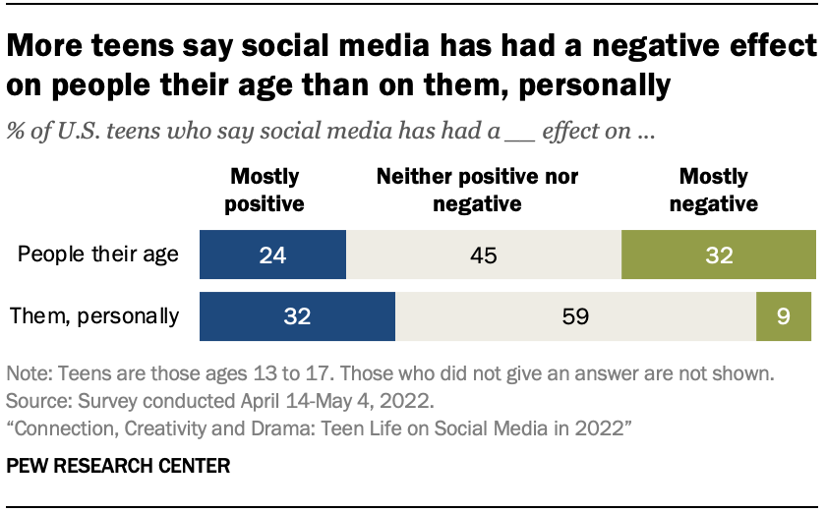 More teens say social media has had a negative effect
on people their age than on them, personally
% of U.S. teens who say social media has had a __ effect on ...
Mostly positive
Neither positive nor negative
Mostly negative
People their age 24 45 32
Them, personally 32 59 9
Note: Teens are those ages 13 to 17. Those who did not give an answer are not shown.
Source: Survey conducted April 14-May 4, 2022.
“Connection, Creativity and Drama: Teen Life on Social Media in 2022”
PEW RESEARCH CENTER